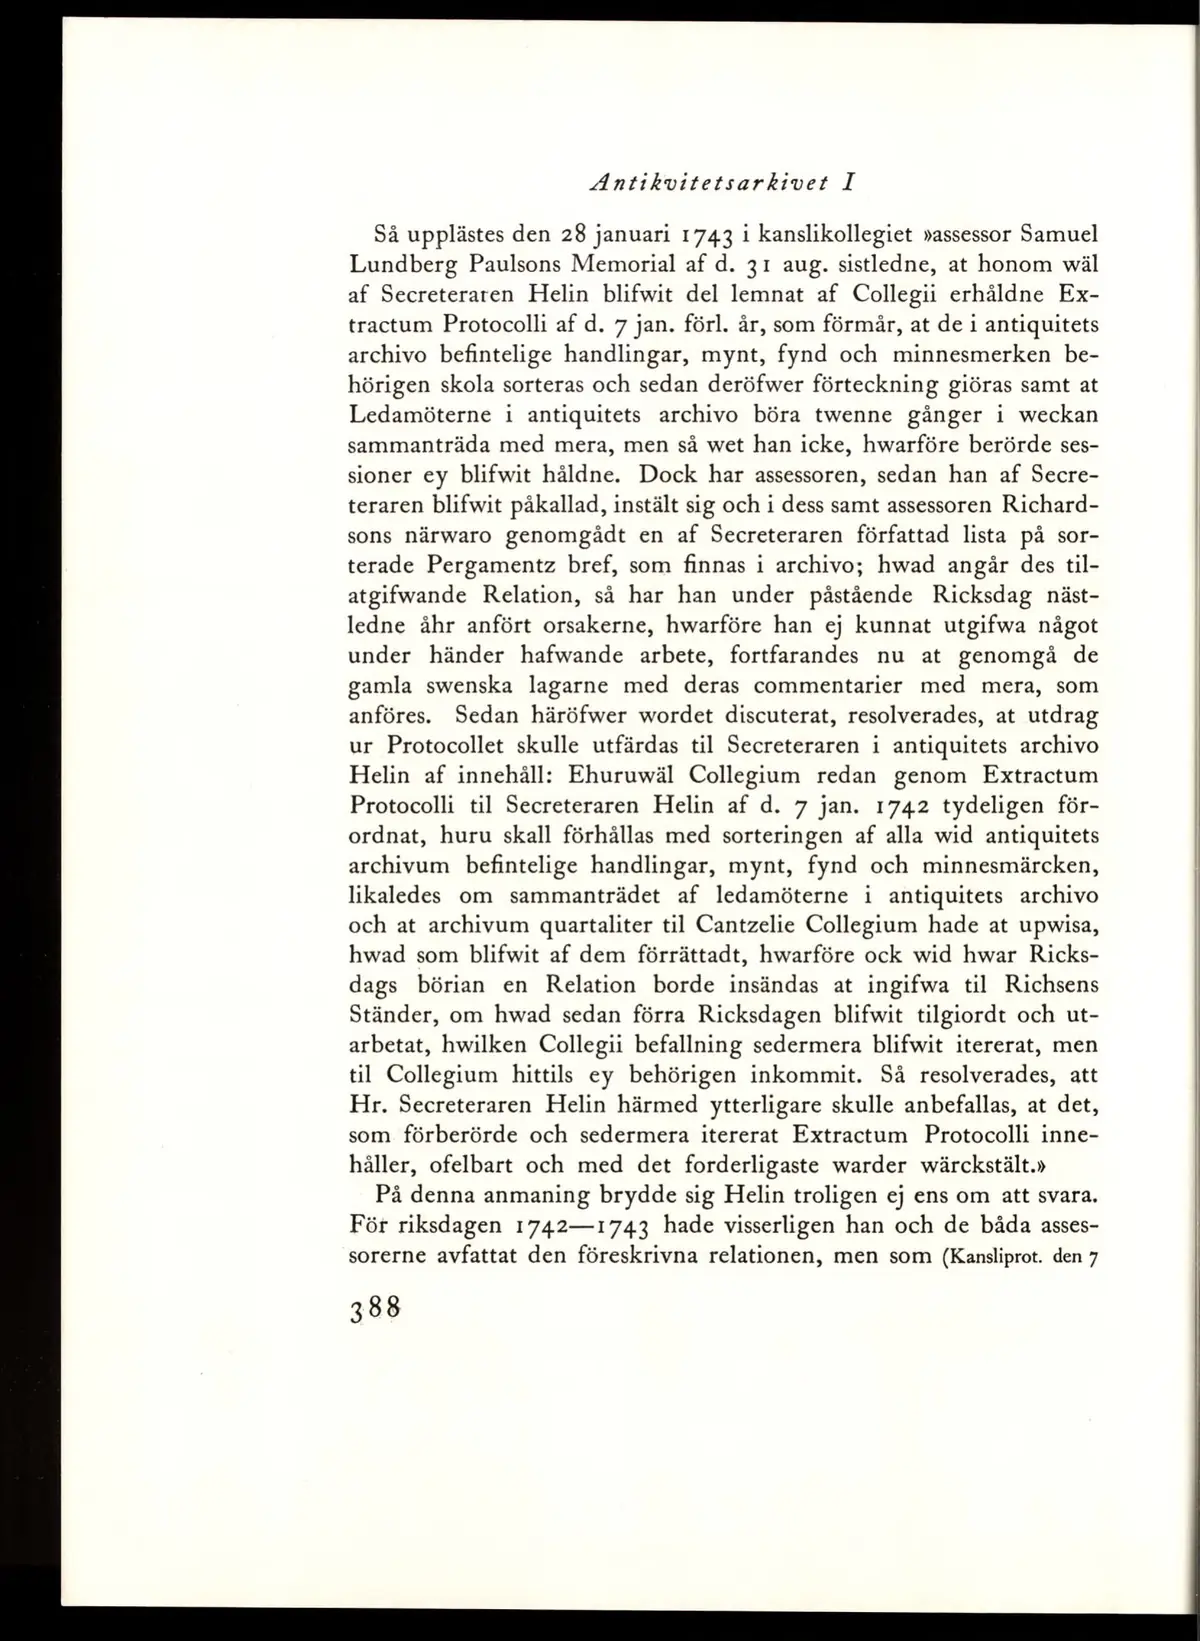 Antikvitetsarkivet I
Så upplästes den 28 januari 1743 i kanslikollegiet »assessor Samuel
Lundberg Paulsons Memorial af d. 31 aug. sistledne, at honom wäl
af Secreteraren Helin blifwit del lemnat af Collegii erhåldne Ex-
tractum Protocolli af d. 7 jan. förl. år, som förmår, at de i antiquitets
archivo befintelige handlingar, mynt, fynd och minnesmerken be-
hörigen skola sorteras och sedan deröfwer förteckning giöras samt at
Ledamöterne i antiquitets archivo böra twenne gånger i weckan
sammanträda med mera, men så wet han icke, hwarföre berörde ses-
sioner ey blifwit håldne. Dock har assessoren, sedan han af Secre-
teraren blifwit påkallad, instält sig och i dess samt assessoren Richard-
sons närwaro genomgådt en af Secreteraren författad lista på sor-
terade Pergamentz bref, som finnas i archivo; hwad angår des til-
atgifwande Relation, så har han under påstående Ricksdag näst-
ledne åhr anfört orsakerne, hwarföre han ej kunnat utgifwa något
under händer hafwande arbete, fortfarandes nu at genomgå de
gamla swenska lagarne med deras commentarier med mera, som
anföres. Sedan häröfwer wordet discuterat, resolverades, at utdrag
ur Protocollet skulle utfärdas til Secreteraren i antiquitets archivo
Helin af innehåll: Ehuruwäl Collegium redan genom Extractum
Protocolli til Secreteraren Helin af d. 7 jan. 1742 tydeligen för-
ordnat, huru skall förhållas med sorteringen af alla wid antiquitets
archivum befintelige handlingar, mynt, fynd och minnesmärcken,
likaledes om sammanträdet af ledamöterne i antiquitets archivo
och at archivum quartaliter til Cantzelie Collegium hade at upwisa,
hwad som blifwit af dem förrättadt, hwarföre ock wid hwar Ricks-
dags börian en Relation borde insändas at ingifwa til Richsens
Ständer, om hwad sedan förra Ricksdagen blifwit tilgiordt och ut-
arbetat, hwilken Collegii befallning sedermera blifwit itererat, men
til Collegium hittils ey behörigen inkommit. Så resolverades, att
Hr. Secreteraren Helin härmed ytterligare skulle anbefallas, at det,
som förberörde och sedermera itererat Extractum Protocolli inne-
håller, ofelbart och med det forderligaste warder wärckstält.»
På denna anmaning brydde sig Helin troligen ej ens om att svara.
För riksdagen 1742—1743 hade visserligen han och de båda asses-
sorerne avfattat den föreskrivna relationen, men som (Kansliprot. den 7
388